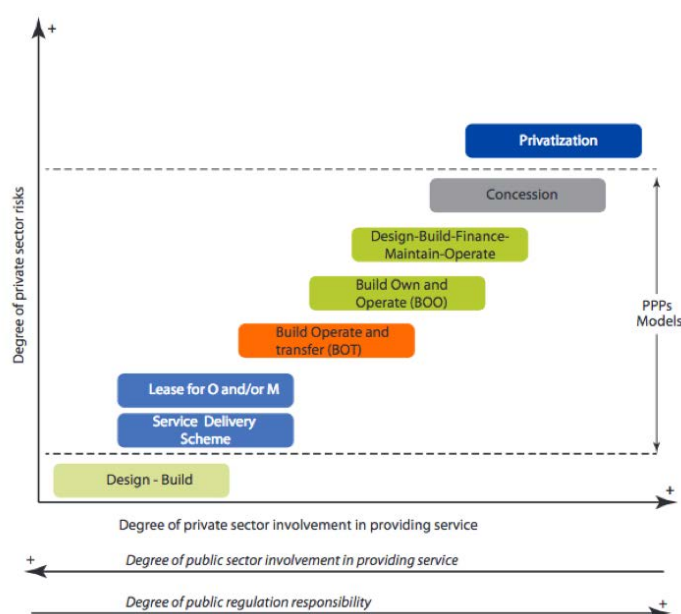 +
Privatization
Concession
Design-Build-Finance-
Maintain-Operate
Build Own and
Operate (BOO)
PPPs
Models
Build Operate and
transfer (BOT)
Lease for O and/or M
Service Delivery
Scheme
Design - Build
Degree of private sector risks
+
Degree of private sector involvement in providing service
+
Degree of public sector involvement in providing service
Degree of public regulation responsibility
+